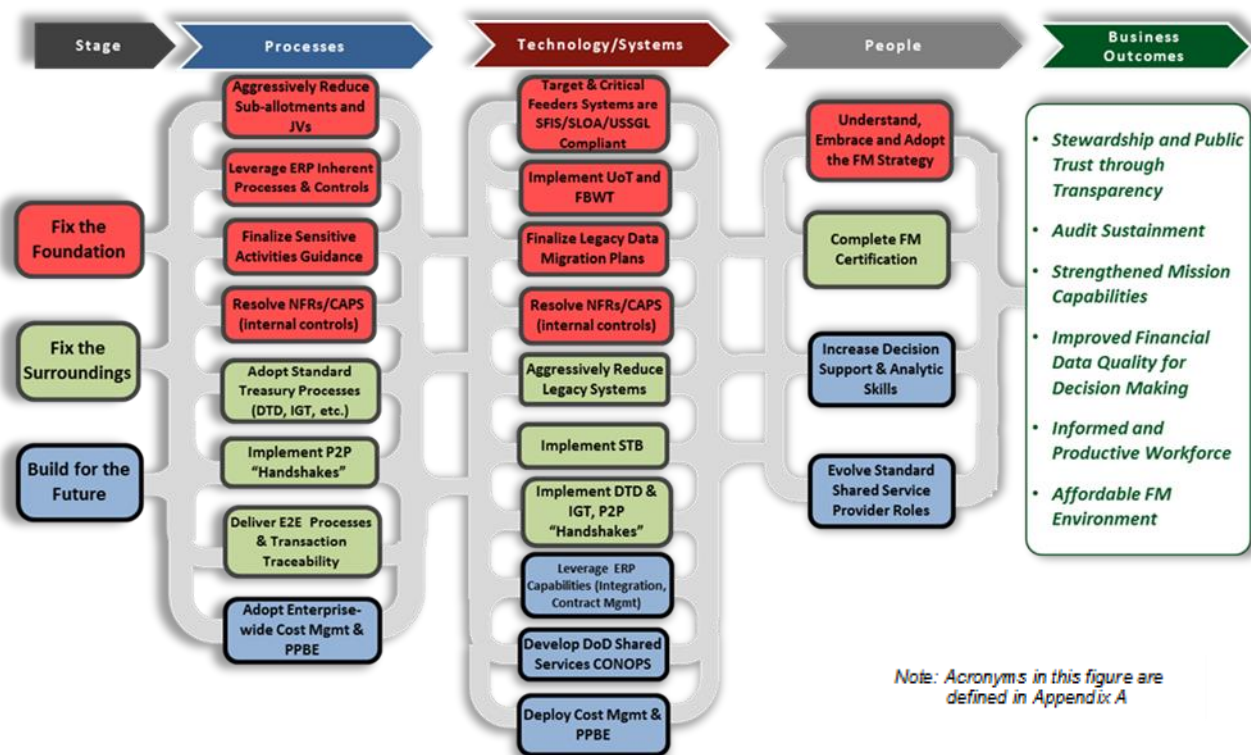 Stage
Processes
Technology/Systems
People
Business
Outcomes
Fix the
Foundation
Fix the
Surroundings
Build for the
Future
Aggressively Reduce
Sub-allotments and
JVs
Leverage ERP Inherent
Processes & Controls
Finalize Sensitive
Activities Guidance
Resolve NFRs/CAPS
(internal controls)
Adopt Standard
Treasury Processes
(DTD, IGT, etc.)
Implement P2P
“Handshakes”
Deliver E2E Processes
& Transaction
Traceability
Adopt Enterprise-
wide Cost Mgmt &
PPBE
Target & Critical
Feeders Systems are
SFIS/SLOA/USSGL
Compliant
Implement UoT and
FBWT
Finalize Legacy Data
Migration Plans
Resolve NFRs/CAPS
(internal controls)
Aggressively Reduce
Legacy Systems
Implement STB
Implement DTD &
IGT, P2P
“Handshakes”
Leverage ERP
Capabilities (Integration,
Contract Mgmt)
Develop DoD Shared
Services CONOPS
Deploy Cost Mgmt &
PPBE
Understand,
Embrace and Adopt
the FM Strategy
Complete FM
Certification
Increase Decision
Support & Analytic
Skills
Evolve Standard
Shared Service
Provider Roles
• Stewardship and Public
Trust through
Transparency
• Audit Sustainment
• Strengthened Mission
Capabilities
• Improved Financial
Data Quality for
Decision Making
• Informed and
Productive Workforce
• Affordable FM
Environment
Note: Acronyms in this figure are
defined in Appendix A